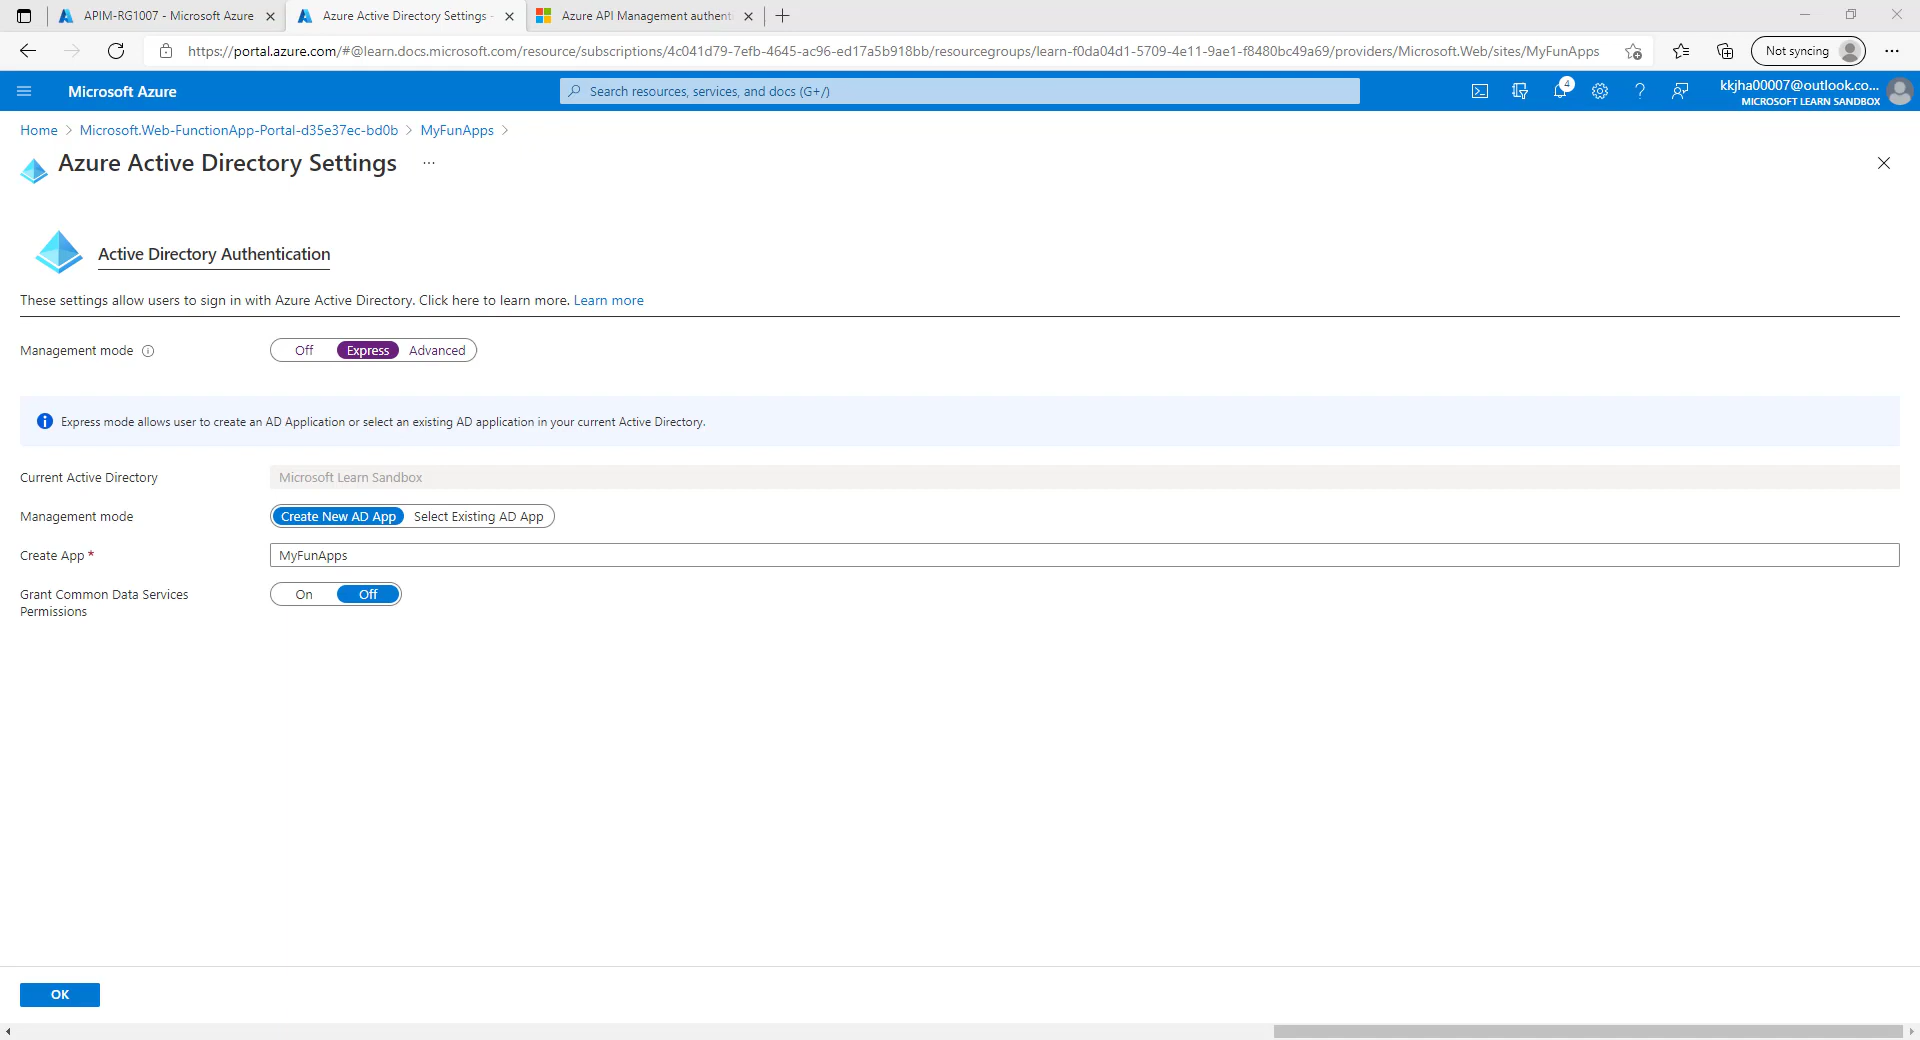 APIM-RG1007 - Microsoft Azure
Azure Active Directory Settings -
Azure API Management authent
https://portal.azure.com/#@learn.docs.microsoft.com/resource/subscriptions/4c041d79-7efb-4645-ac96-ed17a5b918bb/resourcegroups/learn-f0da04d1-5709-4e11-9ae1-f8480bc49a69/providers/Microsoft.Web/sites/MyFunApps
Not syncing
Microsoft Azure
Search resources, services, and docs (G+/)
4
kkjha00007@outlook.co...
MICROSOFT LEARN SANDBOX
Home > Microsoft.Web-FunctionApp-Portal-d35e37ec-bd0b > MyFunApps >
Azure Active Directory Settings ...
Active Directory Authentication
These settings allow users to sign in with Azure Active Directory. Click here to learn more. Learn more
Management mode
Off Express Advanced
Express mode allows user to create an AD Application or select an existing AD application in your current Active Directory.
Current Active Directory
Microsoft Learn Sandbox
Management mode
Create New AD App Select Existing AD App
Create App *
MyFunApps
Grant Common Data Services
Permissions
On Off
OK